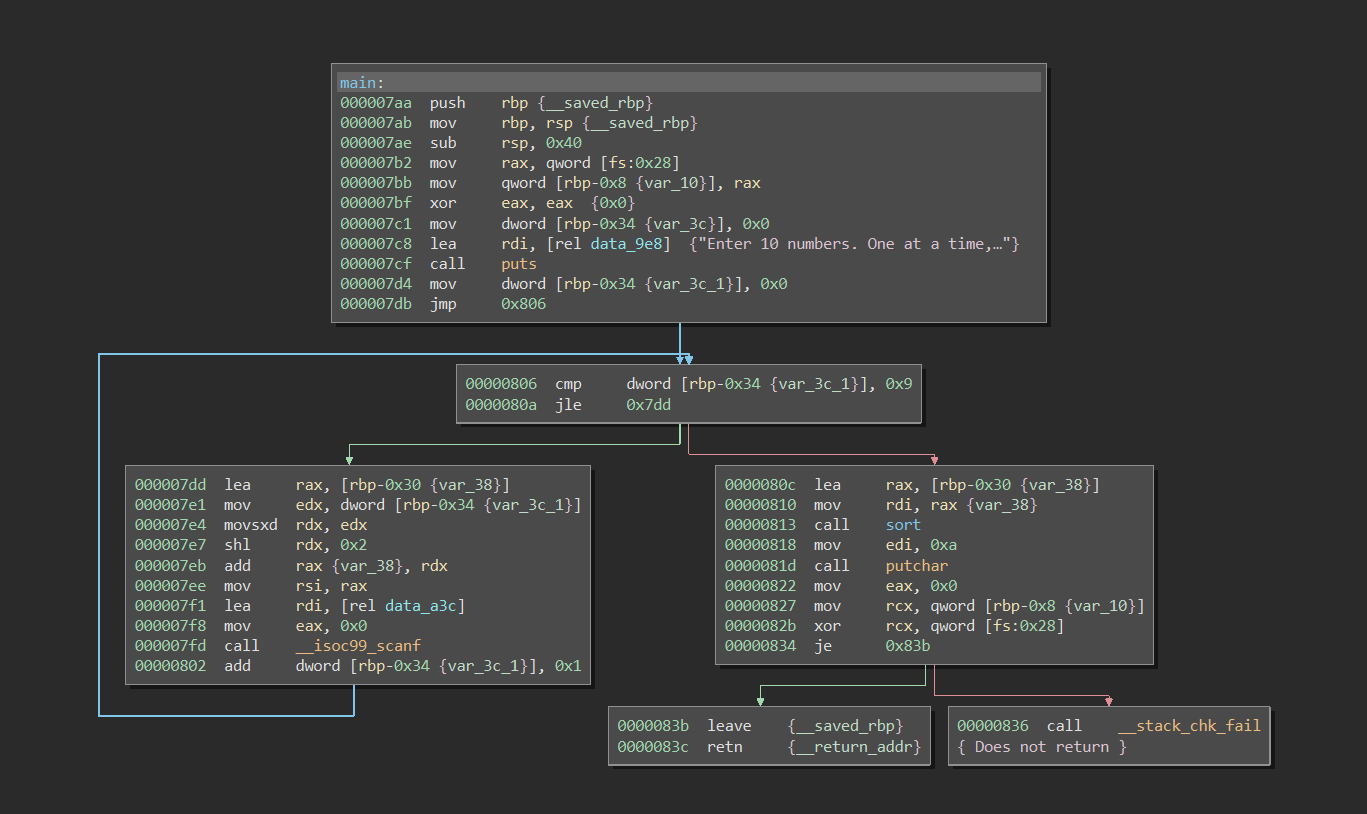 main:
000007aa push rbp {__saved_rbp}
000007ab mov rbp, rsp {__saved_rbp}
000007ae sub rsp, 0x40
000007b2 mov rax, qword [fs:0x28]
000007bb mov qword [rbp-0x8 {var_10}], rax
000007bf xor eax, eax {0x0}
000007c1 mov dword [rbp-0x34 {var_3c}], 0x0
000007c8 lea rdi, [rel data_9e8] {"Enter 10 numbers. One at a time,…"}
000007cf call puts
000007d4 mov dword [rbp-0x34 {var_3c_1}], 0x0
000007db jmp 0x806
00000806 cmp dword [rbp-0x34 {var_3c_1}], 0x9
0000080a jle 0x7dd
000007dd lea rax, [rbp-0x30 {var_38}]
000007e1 mov edx, dword [rbp-0x34 {var_3c_1}]
000007e4 movsxd rdx, edx
000007e7 shl rdx, 0x2
000007eb add rax {var_38}, rdx
000007ee mov rsi, rax
000007f1 lea rdi, [rel data_a3c]
000007f8 mov eax, 0x0
000007fd call __isoc99_scanf
00000802 add dword [rbp-0x34 {var_3c_1}], 0x1
0000080c lea rax, [rbp-0x30 {var_38}]
00000810 mov rdi, rax {var_38}
00000813 call sort
00000818 mov edi, 0xa
0000081d call putchar
00000822 mov eax, 0x0
00000827 mov rcx, qword [rbp-0x8 {var_10}]
0000082b xor rcx, qword [fs:0x28]
00000834 je 0x83b
0000083b leave {__saved_rbp}
0000083c retn {__return_addr}
00000836 call __stack_chk_fail
{ Does not return }